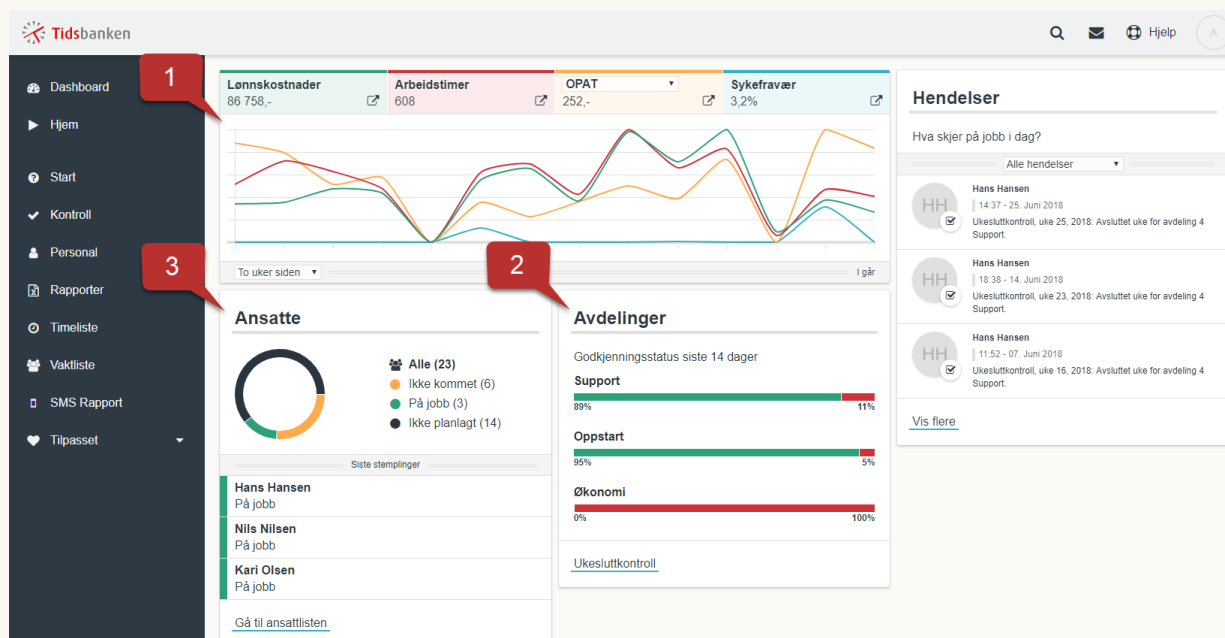 Tidsbanken
Hjelp
A
Dashboard
Hjem
Start
Kontroll
Personal
Rapporter
Timeliste
Vaktliste
SMS Rapport
Tilpasset
1
Lønnskostnader
86 758,-
Arbeidstimer
608
OPAT
252,-
Sykefravær
3,2%
To uker siden
I går
3
Ansatte
Alle (23)
Ikke kommet (6)
På jobb (3)
Ikke planlagt (14)
Siste stemplinger
Hans Hansen
På jobb
Nils Nilsen
På jobb
Kari Olsen
På jobb
Gå til ansattlisten
2
Avdelinger
Godkjenningsstatus siste 14 dager
Support
89% 11%
Oppstart
95% 5%
Økonomi
0% 100%
Ukesluttkontroll
Hendelser
Hva skjer på jobb i dag?
Alle hendelser
HH
Hans Hansen
14:37 - 25. Juni 2018
Ukesluttkontroll, uke 25, 2018: Avsluttet uke for avdeling 4
Support.
HH
Hans Hansen
18:38 - 14. Juni 2018
Ukesluttkontroll, uke 23, 2018: Avsluttet uke for avdeling 4
Support.
HH
Hans Hansen
11:52 - 07. Juni 2018
Ukesluttkontroll, uke 16, 2018: Avsluttet uke for avdeling 4
Support.
Vis flere